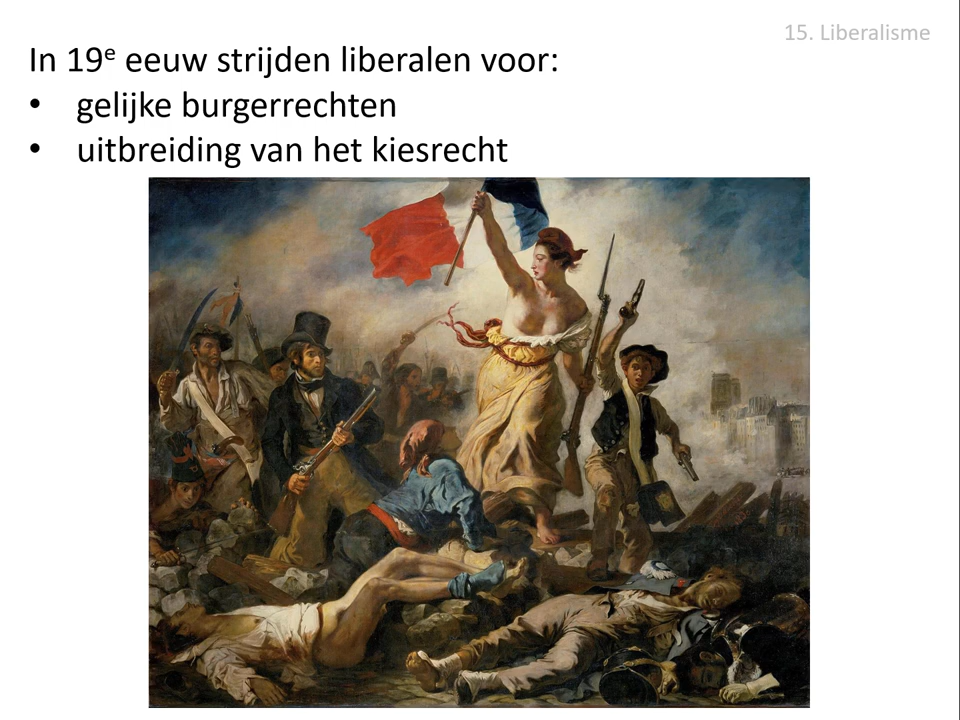 15. Liberalisme
In 19e eeuw strijden liberalen voor:
• gelijke burgerrechten
• uitbreiding van het kiesrecht